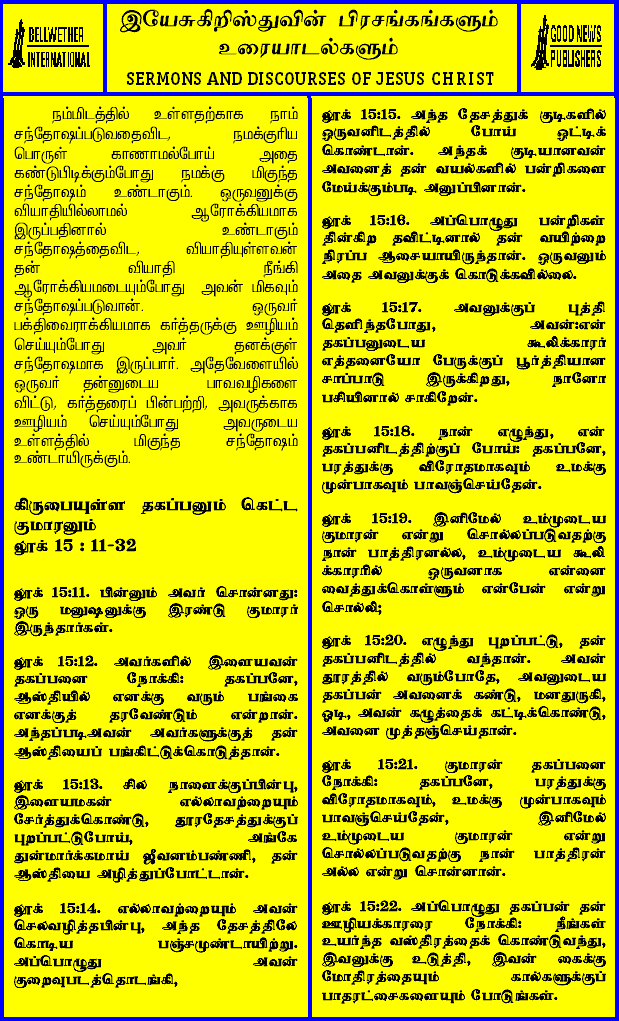 BELLWETHER
INTERNATIONAL
இயேசுகிறிஸ்துவின் பிரசங்கங்களும்
உரையாடல்களும்
SERMONS AND DISCOURSES OF JESUS CHRIST
GOOD NEWS
PUBLISHERS
நம்மிடத்தில் உள்ளதற்காக நாம்
சந்தோஷப்படுவதைவிட, நமக்குரிய
பொருள் காணாமல்போய் அதை
கண்டுபிடிக்கும்போது நமக்கு மிகுந்த
சந்தோஷம் உண்டாகும். ஒருவனுக்கு
வியாதியில்லாமல் ஆரோக்கியமாக
இருப்பதினால் உண்டாகும்
சந்தோஷத்தைவிட, வியாதியுள்ளவன்
தன் வியாதி நீங்கி
ஆரோக்கியமடையும்போது அவன் மிகவும்
சந்தோஷப்படுவான். ஒருவர்
பக்திவைராக்கியமாக கர்த்தருக்கு ஊழியம்
செய்யும்போது அவர் தனக்குள்
சந்தோஷமாக இருப்பார். அதேவேளையில்
ஒருவர் தன்னுடைய பாவவழிகளை
விட்டு, கர்த்தரைப் பின்பற்றி, அவருக்காக
ஊழியம் செய்யும்போது அவருடைய
உள்ளத்தில் மிகுந்த சந்தோஷம்
உண்டாயிருக்கும்.
கிருபையுள்ள தகப்பனும் கெட்ட
குமாரனும்
லூக் 15 : 11-32
லூக் 15:11. பின்னும் அவர் சொன்னது:
ஒரு மனுஷனுக்கு இரண்டு குமாரர்
இருந்தார்கள்.
லூக் 15:12. அவர்களில் இளையவன்
தகப்பனை நோக்கி: தகப்பனே,
ஆஸ்தியில் எனக்கு வரும் பங்கை
எனக்குத் தரவேண்டும் என்றான்.
அந்தப்படி.அவன் அவர்களுக்குத் தன்
ஆஸ்தியைப் பங்கிட்டுக்கொடுத்தான்.
லூக் 15:13. சில நாளைக்குப்பின்பு,
இளையமகன் எல்லாவற்றையும்
சேர்த்துக்கொண்டு, தூரதேசத்துக்குப்
புறப்பட்டுபோய், அங்கே
துன்மார்க்கமாய் ஜீவனம்பண்ணி, தன்
ஆஸ்தியை அழித்துப்போட்டான்.
லூக் 15:14. எல்லாவற்றையும் அவன்
செலவழித்தபின்பு, அந்த தேசத்திலே
கொடிய பஞ்சமுண்டாயிற்று.
அப்பொழுது அவன்
குறைவுபடத்தொடங்கி,
லூக் 15:15. அந்த தேசத்துக் குடிகளில்
ஒருவனிடத்தில் போய் ஒட்டிக்
கொண்டான். அந்தக் குடியானவன்
அவனைத் தன் வயல்களில் பன்றிகளை
மேய்க்கும்படி அனுப்பினான்.
லூக் 15:16. அப்பொழுது பன்றிகள்
தின்கிற தவிட்டினால் தன் வயிற்றை
நிரப்ப ஆசையாயிருந்தான். ஒருவனும்
அதை அவனுக்குக் கொடுக்கவில்லை.
லூக் 15:17. அவனுக்குப் புத்தி
தெளிந்தபோது, அவன்:என்
தகப்பனுடைய கூலிக்காரர்
எத்தனையோ பேருக்குப் பூர்த்தியான
சாப்பாடு இருக்கிறது, நானோ
பசியினால் சாகிறேன்.
லூக் 15:18. நான் எழுந்து, என்
தகப்பனிடத்திற்குப் போய்: தகப்பனே,
பரத்துக்கு விரோதமாகவும் உமக்கு
முன்பாகவும் பாவஞ்செய்தேன்.
லூக் 15:19. இனிமேல் உம்முடைய
குமாரன் என்று சொல்லப்படுவதற்கு
நான் பாத்திரனல்ல, உம்முடைய கூலி
க்காரரில் ஒருவனாக என்னை
வைத்துக்கொள்ளும் என்பேன் என்று
சொல்லி;
லூக் 15:20. எழுந்து புறப்பட்டு, தன்
தகப்பனிடத்தில் வந்தான். அவன்
தூரத்தில் வரும்போதே, அவனுடைய
தகப்பன் அவனைக் கண்டு, மனதுருகி,
ஓடி, அவன் கழுத்தைக் கட்டிக்கொண்டு,
அவனை முத்தஞ்செய்தான்.
லூக் 15:21. குமாரன் தகப்பனை
நோக்கி: தகப்பனே, பரத்துக்கு
விரோதமாகவும், உமக்கு முன்பாகவும்
பாவஞ்செய்தேன், இனிமேல்
உம்முடைய குமாரன் என்று
சொல்லப்படுவதற்கு நான் பாத்திரன்
அல்ல என்று சொன்னான்.
லூக் 15:22. அப்பொழுது தகப்பன் தன்
ஊழியக்காரரை நோக்கி: நீங்கள்
உயர்ந்த வஸ்திரத்தைக் கொண்டுவந்து,
இவனுக்கு உடுத்தி, இவன் கைக்கு
மோதிரத்தையும் கால்களுக்குப்
பாதரட்சைகளையும் போடுங்கள்.